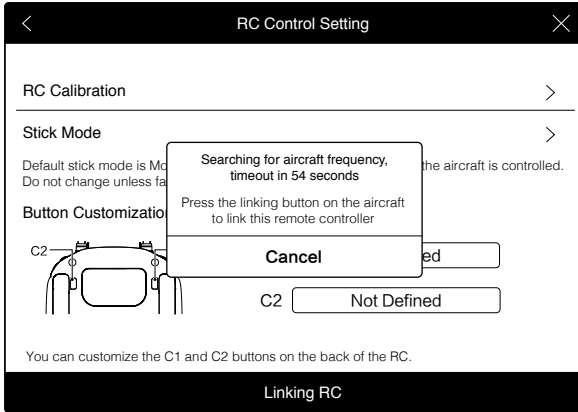 RC Control Setting
RC Calibration
Stick Mode
Default stick mode is Mo
the aircraft is controlled.
Do not change unless fa
Searching for aircraft frequency,
timeout in 54 seconds
Press the linking button on the aircraft
to link this remote controller
Cancel
Button Customization
C2
ed
C2 Not Defined
You can customize the C1 and C2 buttons on the back of the RC.
Linking RC